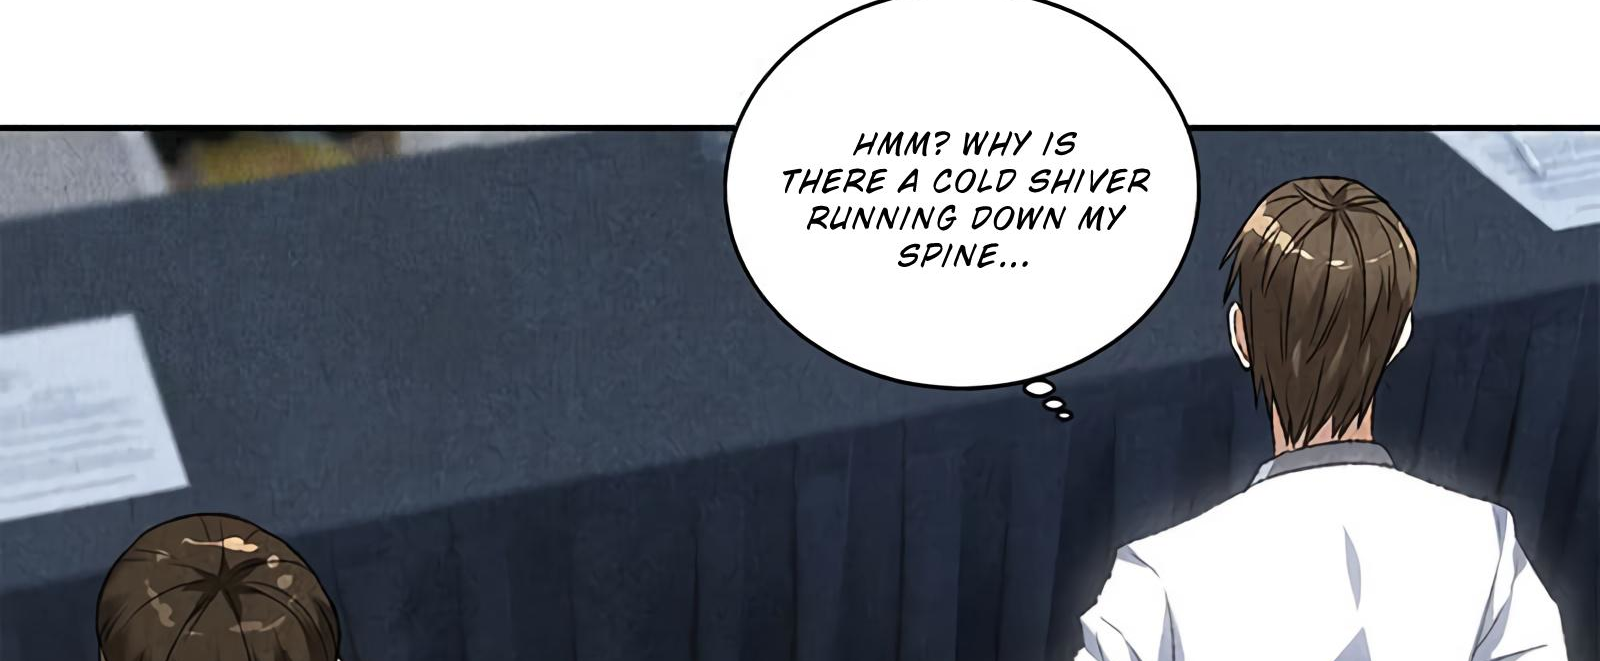 HMM? WHY IS
THERE A COLD SHIVER
RUNNING DOWN MY
SPINE...